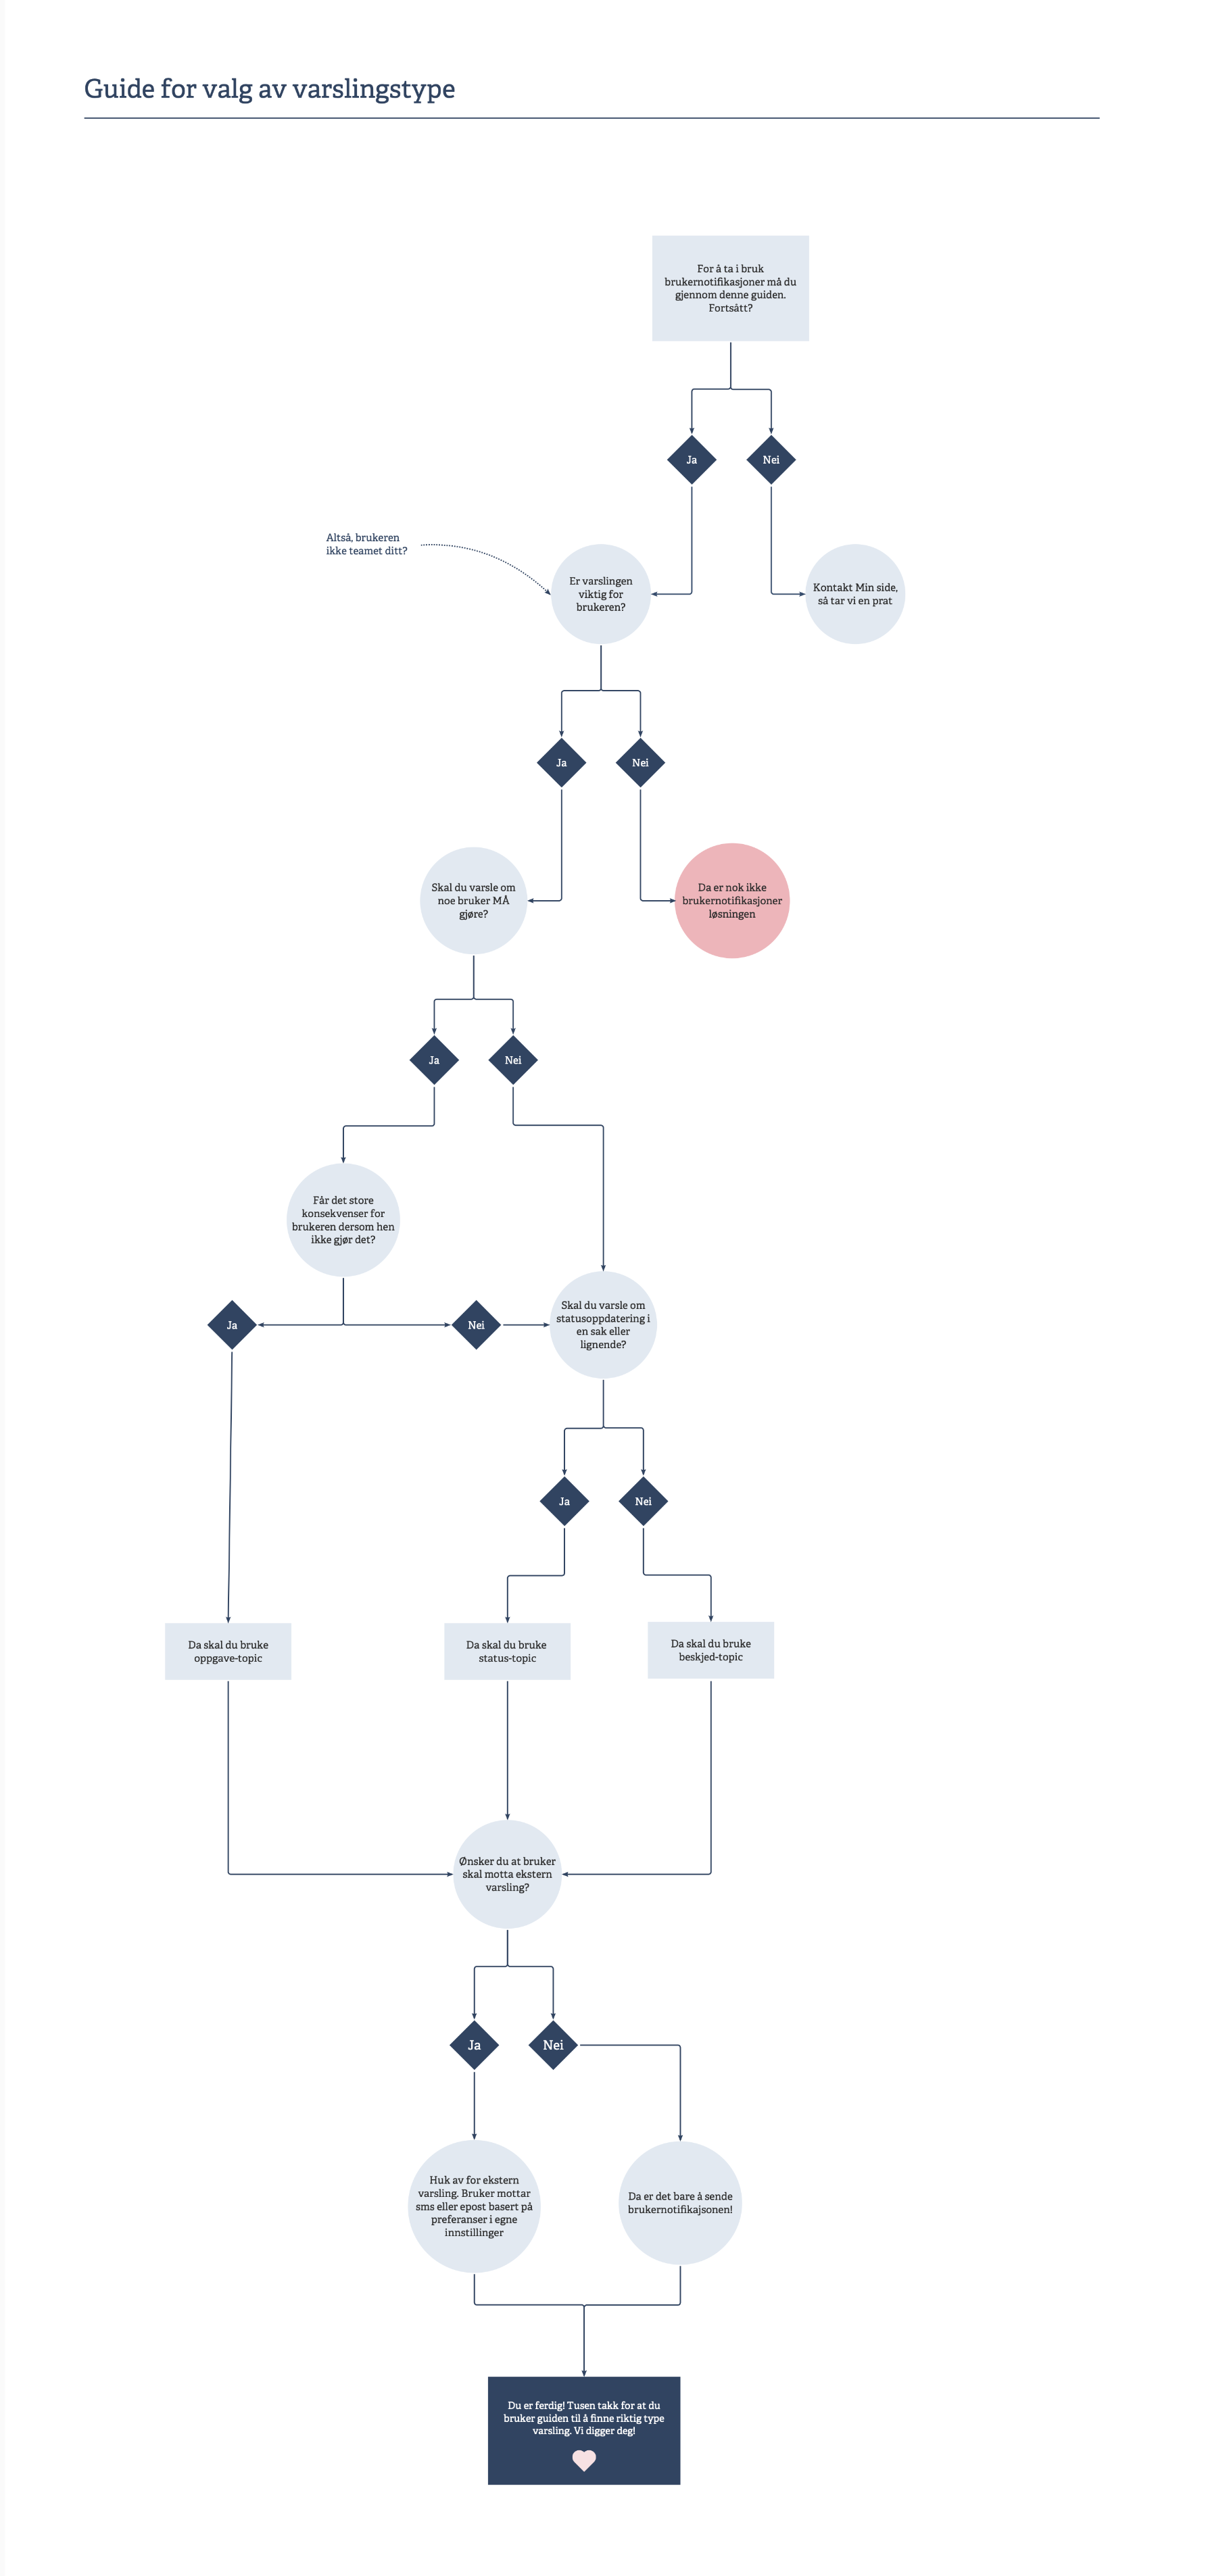 Guide for valg av varslingstype
For å ta i bruk
brukernotifikasjoner må du
gjennom denne guiden.
Fortsått?
Ja
Nei
Altså, brukeren
ikke teamet ditt?
Er varslingen
viktig for
brukeren?
Kontakt Min side,
så tar vi en prat
Ja
Nei
Skal du varsle om
noe bruker MÅ
gjøre?
Da er nok ikke
brukernotifikasjoner
løsningen
Ja
Nei
Får det store
konsekvenser for
brukeren dersom hen
ikke gjør det?
Ja
Nei
Skal du varsle om
statusoppdatering i
en sak eller
lignende?
Ja
Nei
Da skal du bruke
oppgave-topic
Da skal du bruke
status-topic
Da skal du bruke
beskjed-topic
Ønsker du at bruker
skal motta ekstern
varsling?
Ja
Nei
Huk av for ekstern
varsling. Bruker mottar
sms eller epost basert på
preferanser i egne
innstillinger
Da er det bare å sende
brukernotifikajsonen!
Du er ferdig! Tusen takk for at du
bruker guiden til å finne riktig type
varsling. Vi digger deg!